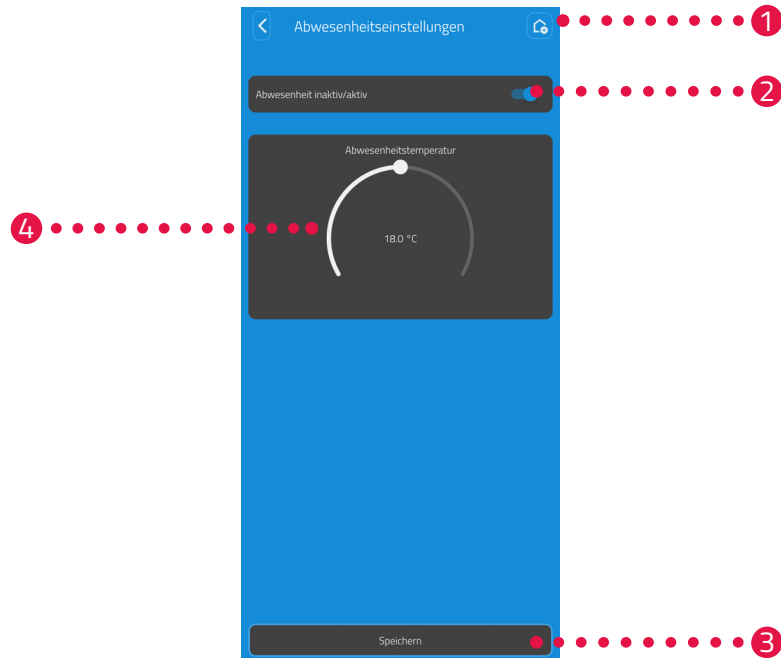 Abwesenheitseinstellungen
1
Abwesenheit inaktiv/aktiv
2
Abwesenheitstemperatur
4
18.0 °C
Speichern
3